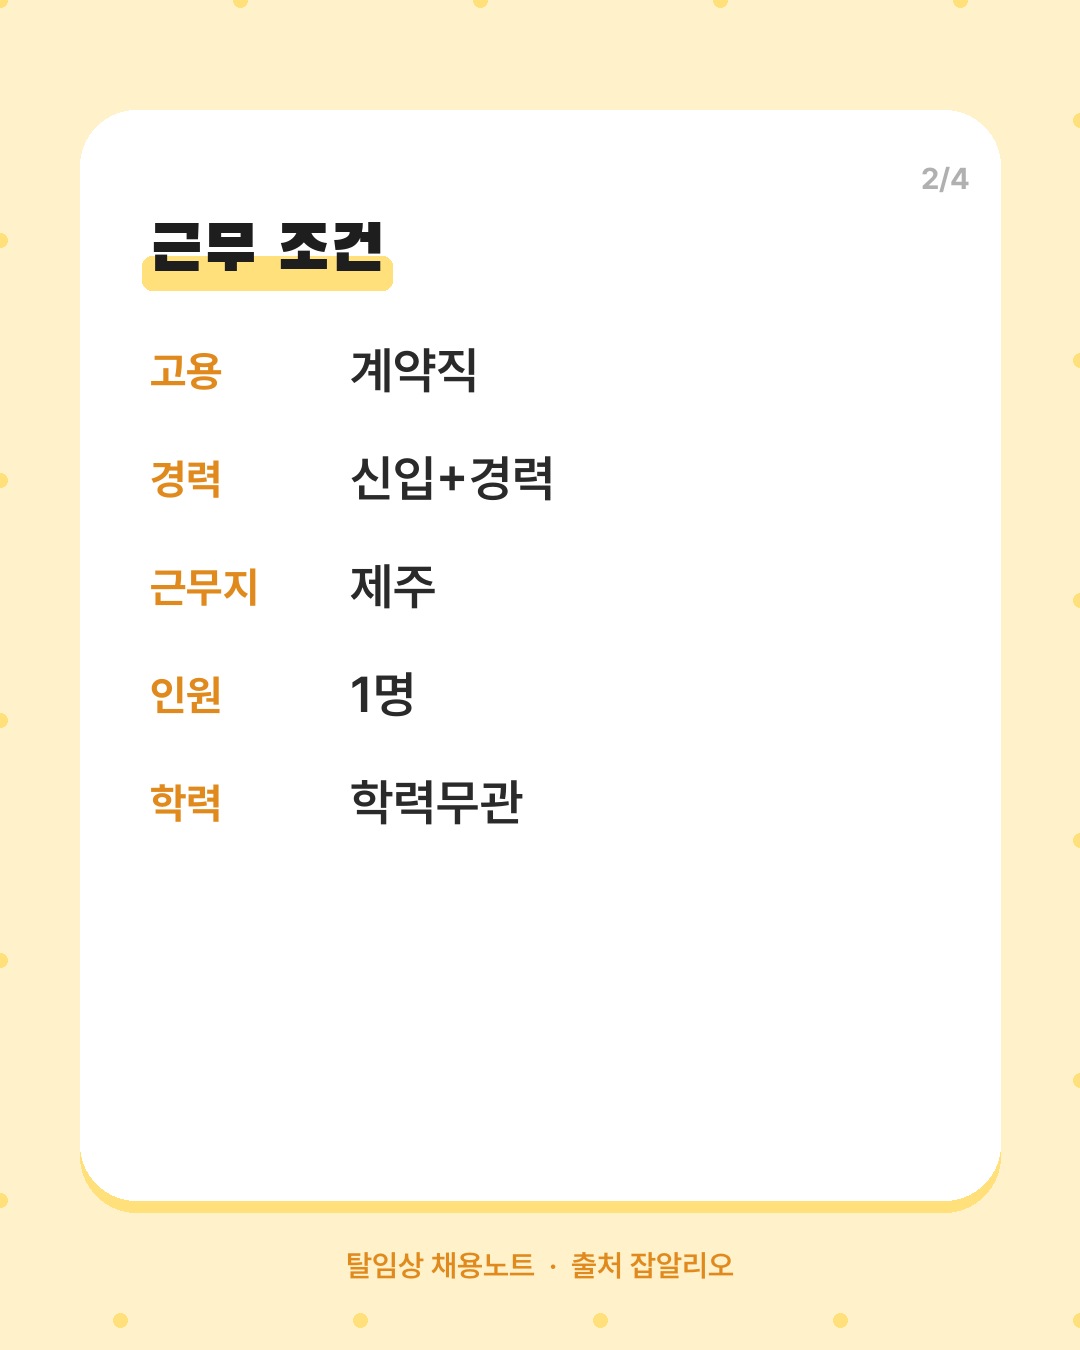 2/4
근무 조건
고용 계약직
경력 신입+경력
근무지 제주
인원 1명
학력 학력무관
탈임상 채용노트 · 출처 잡알리오